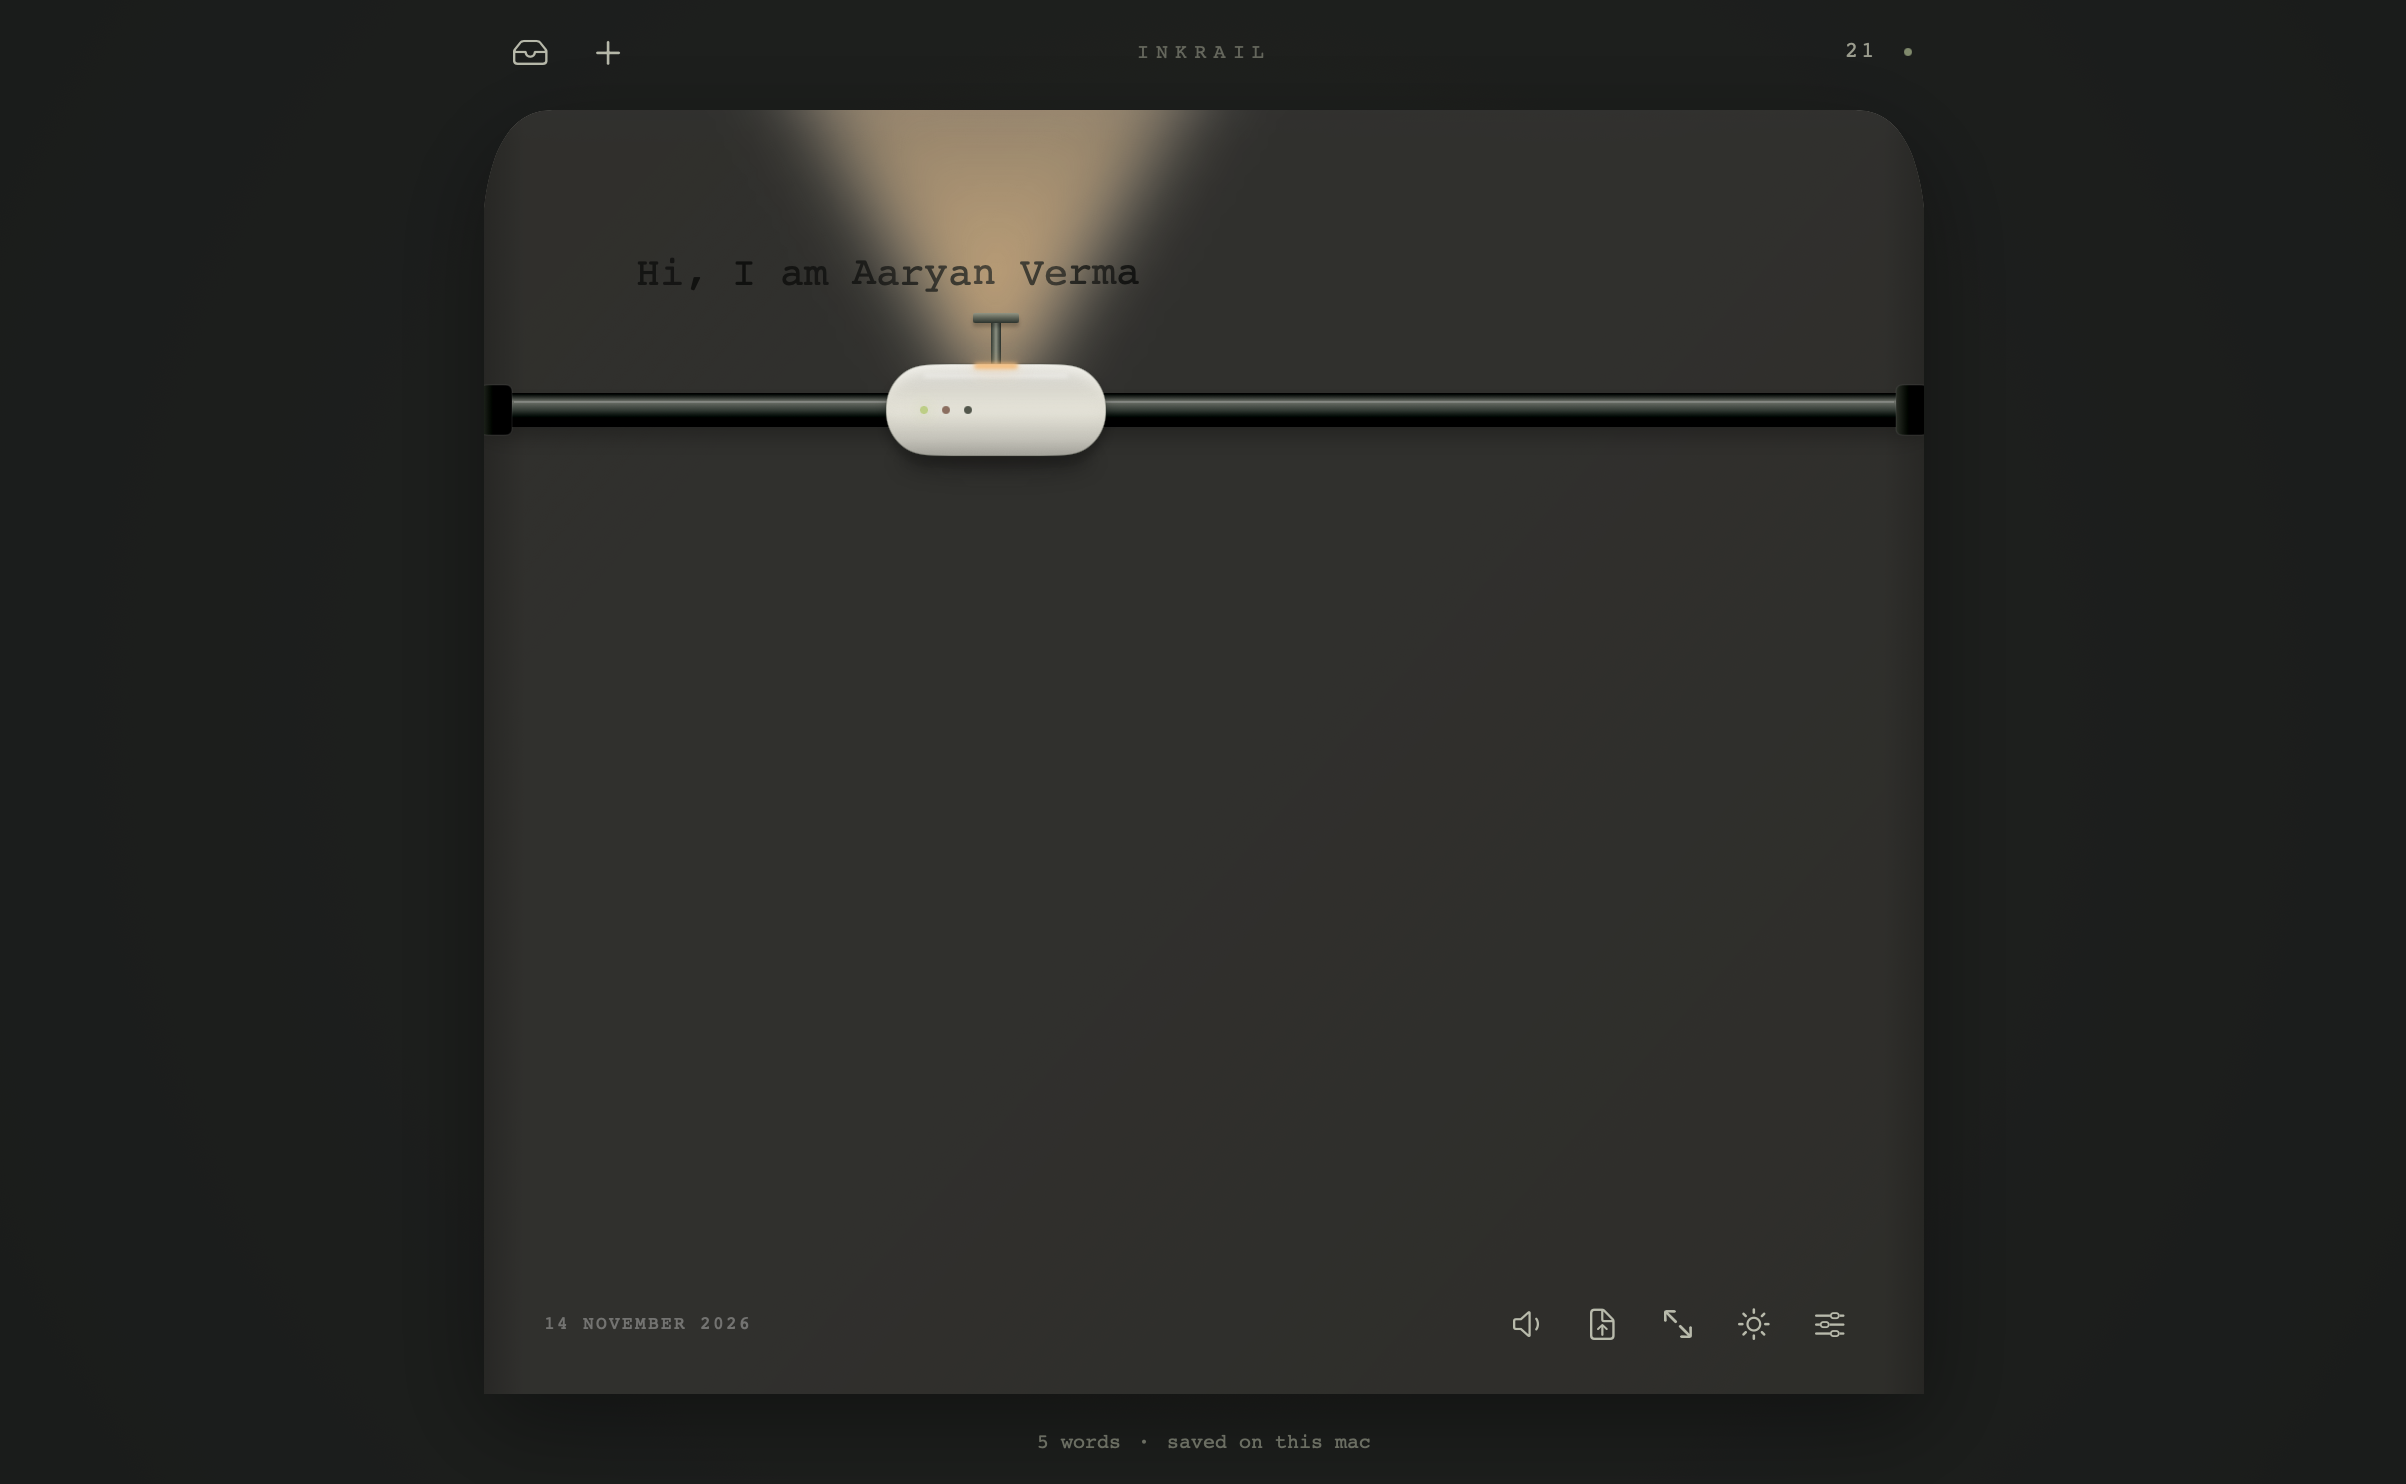 INKRAIL
21
Hi, I am Aaryan Verma
14 NOVEMBER 2026
5 words · saved on this mac